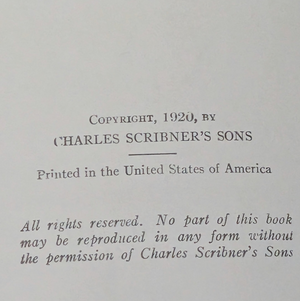 COPYRIGHT, 1920, BY
CHARLES SCRIBNER'S SONS
Printed in the United States of America
All rights reserved. No part of this book
may be reproduced in any form without
the permission of Charles Scribner's Sons